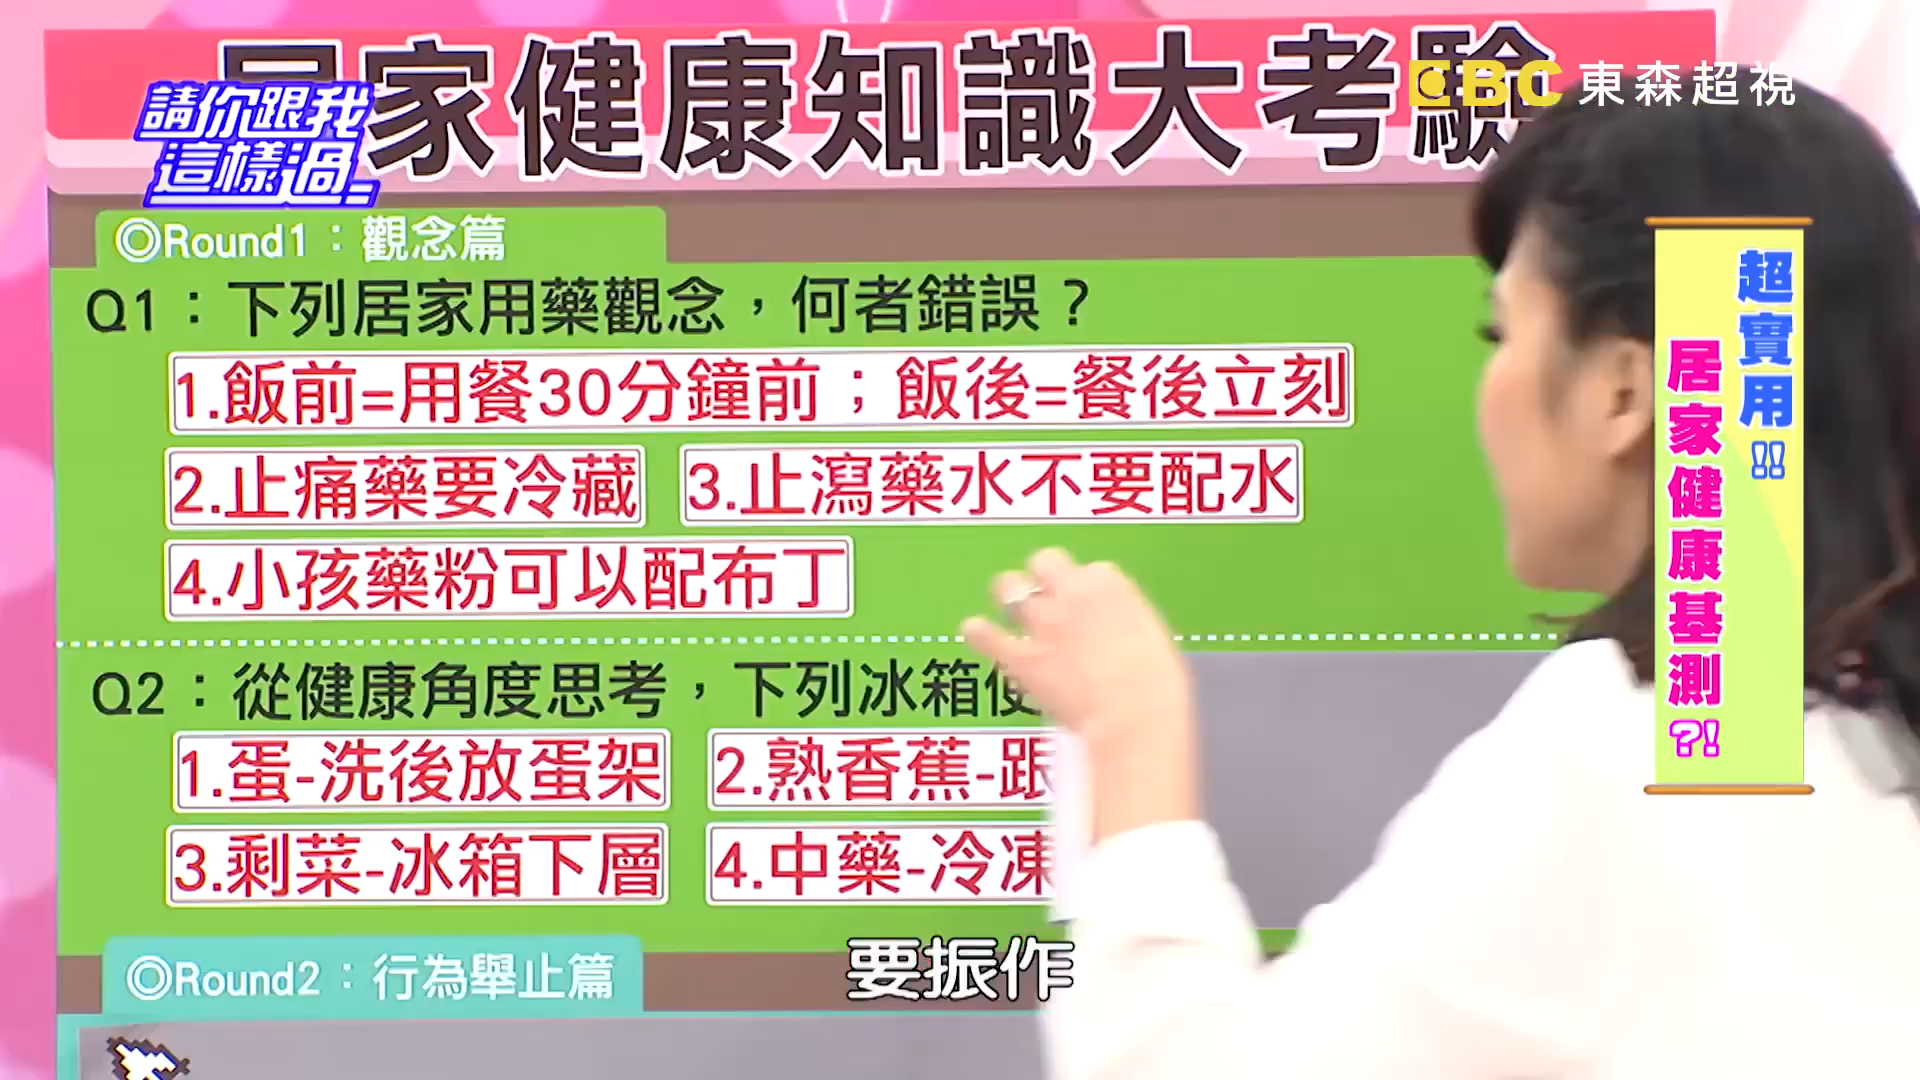 居家健康知識大考驗
EBC 東森超視
請你跟我
這樣過
◎Round1：觀念篇
Q1：下列居家用藥觀念，何者錯誤？
1.飯前=用餐30分鐘前；飯後=餐後立刻
2.止痛藥要冷藏
3.止瀉藥水不要配水
4.小孩藥粉可以配布丁
Q2：從健康角度思考，下列冰箱使
1.蛋-洗後放蛋架
2.熟香蕉-跟
3.剩菜-冰箱下層
4.中藥-冷凍
◎Round2：行為舉止篇
要振作
超實用!!
居家健康基測?!